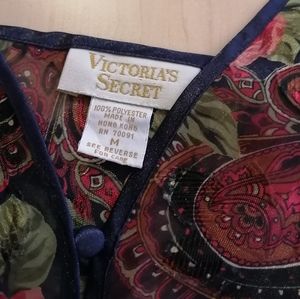 VICTORIA'S
SECRET
100% POLYESTER
MADE IN
HONG KONG
RN 70091
M
SEE REVERSE
FOR CARE